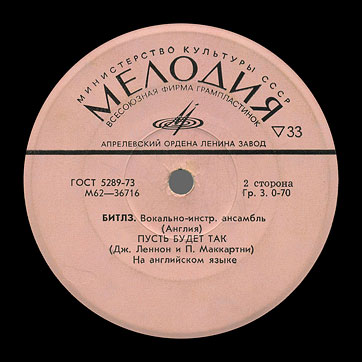 МИНИСТЕРСТВО КУЛЬТУРЫ СССР
МЕЛОДИЯ
ВСЕСОЮЗНАЯ ФИРМА ГРАМПЛАСТИНОК
▽33
АПРЕЛЕВСКИЙ ОРДЕНА ЛЕНИНА ЗАВОД
ГОСТ 5289-73
М62—36716
2 сторона
Гр. 3. 0-70
БИТЛЗ. Вокально-инстр. ансамбль
(Англия)
ПУСТЬ БУДЕТ ТАК
(Дж. Леннон и П. Маккартни)
На английском языке